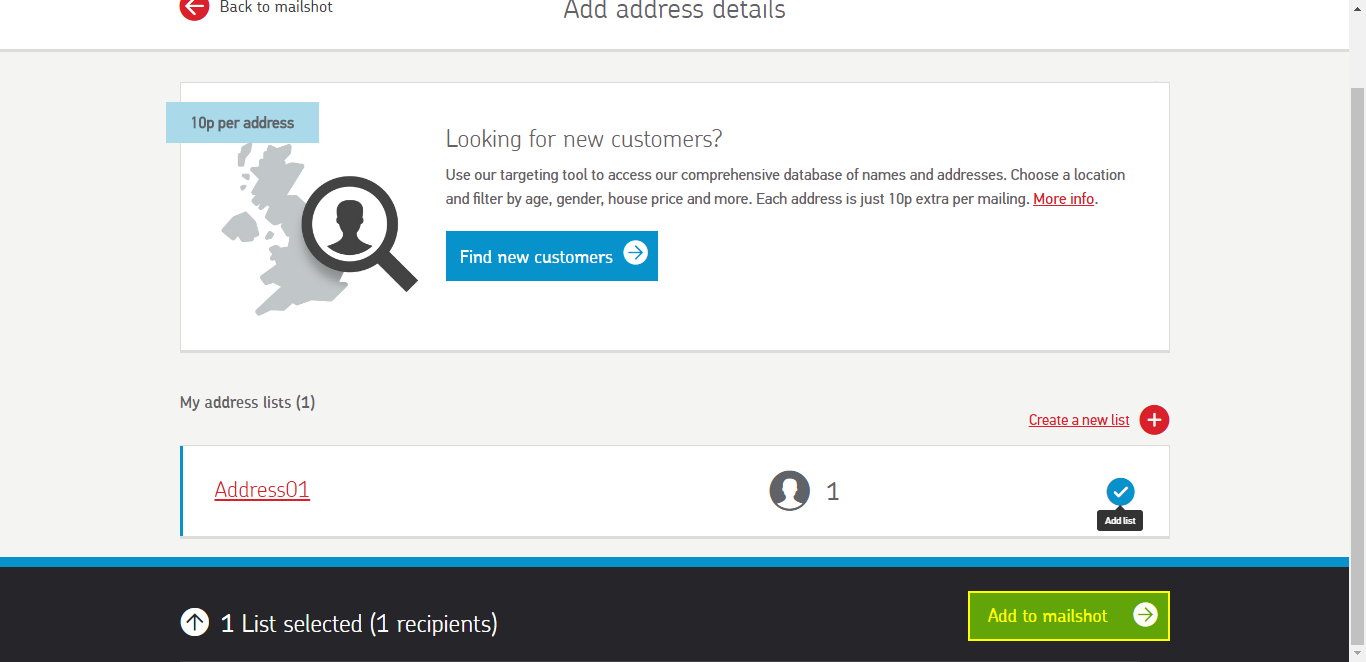 Back to mailshot
Add address details
10p per address
Looking for new customers?
Use our targeting tool to access our comprehensive database of names and addresses. Choose a location
and filter by age, gender, house price and more. Each address is just 10p extra per mailing. More info.
Find new customers
My address lists (1)
Create a new list
Address01
1
Add list
1 List selected (1 recipients)
Add to mailshot